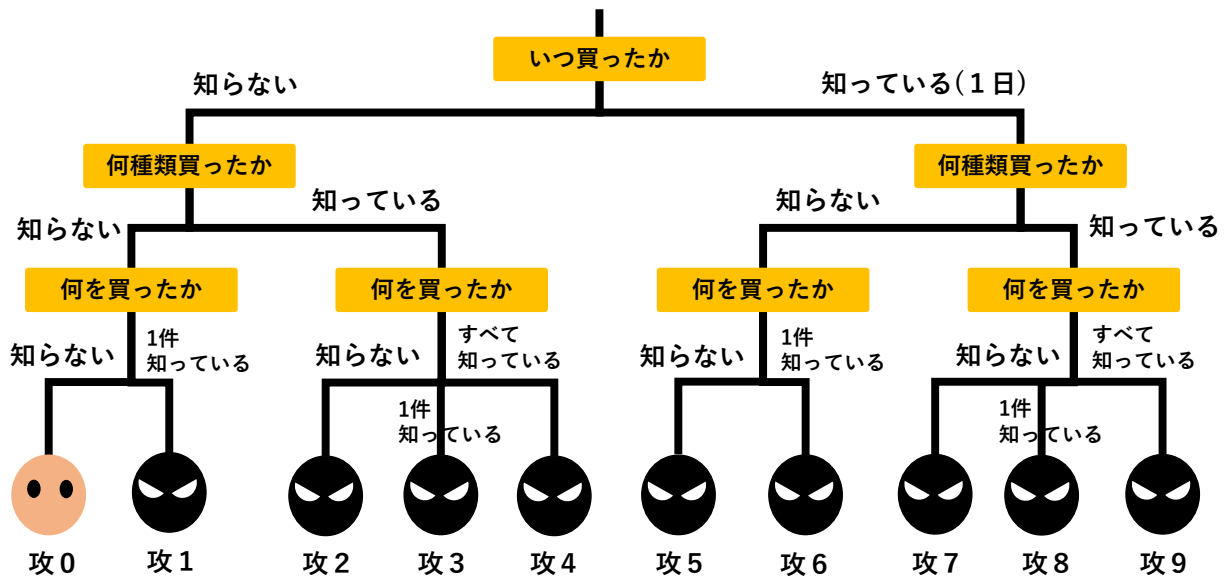 いつ買ったか
知らない
知っている(１日)
何種類買ったか
何種類買ったか
知らない
知っている
知らない
知っている
何を買ったか
何を買ったか
何を買ったか
何を買ったか
知らない
1件
知っている
知らない
すべて
知っている
1件
知っている
知らない
1件
知っている
知らない
すべて
知っている
1件
知っている
攻０
攻１
攻２
攻３
攻４
攻５
攻６
攻７
攻８
攻９